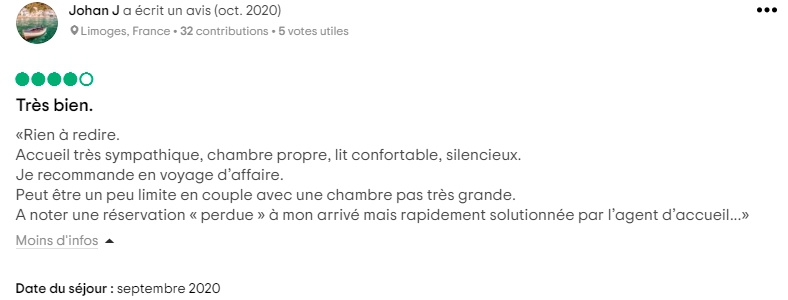 Johan J a écrit un avis (oct. 2020)
Limoges, France • 32 contributions • 5 votes utiles
Très bien.
«Rien à redire.
Accueil très sympathique, chambre propre, lit confortable, silencieux.
Je recommande en voyage d’affaire.
Peut être un peu limite en couple avec une chambre pas très grande.
A noter une réservation « perdue » à mon arrivé mais rapidement solutionnée par l’agent d’accueil...»
Moins d'infos
Date du séjour : septembre 2020